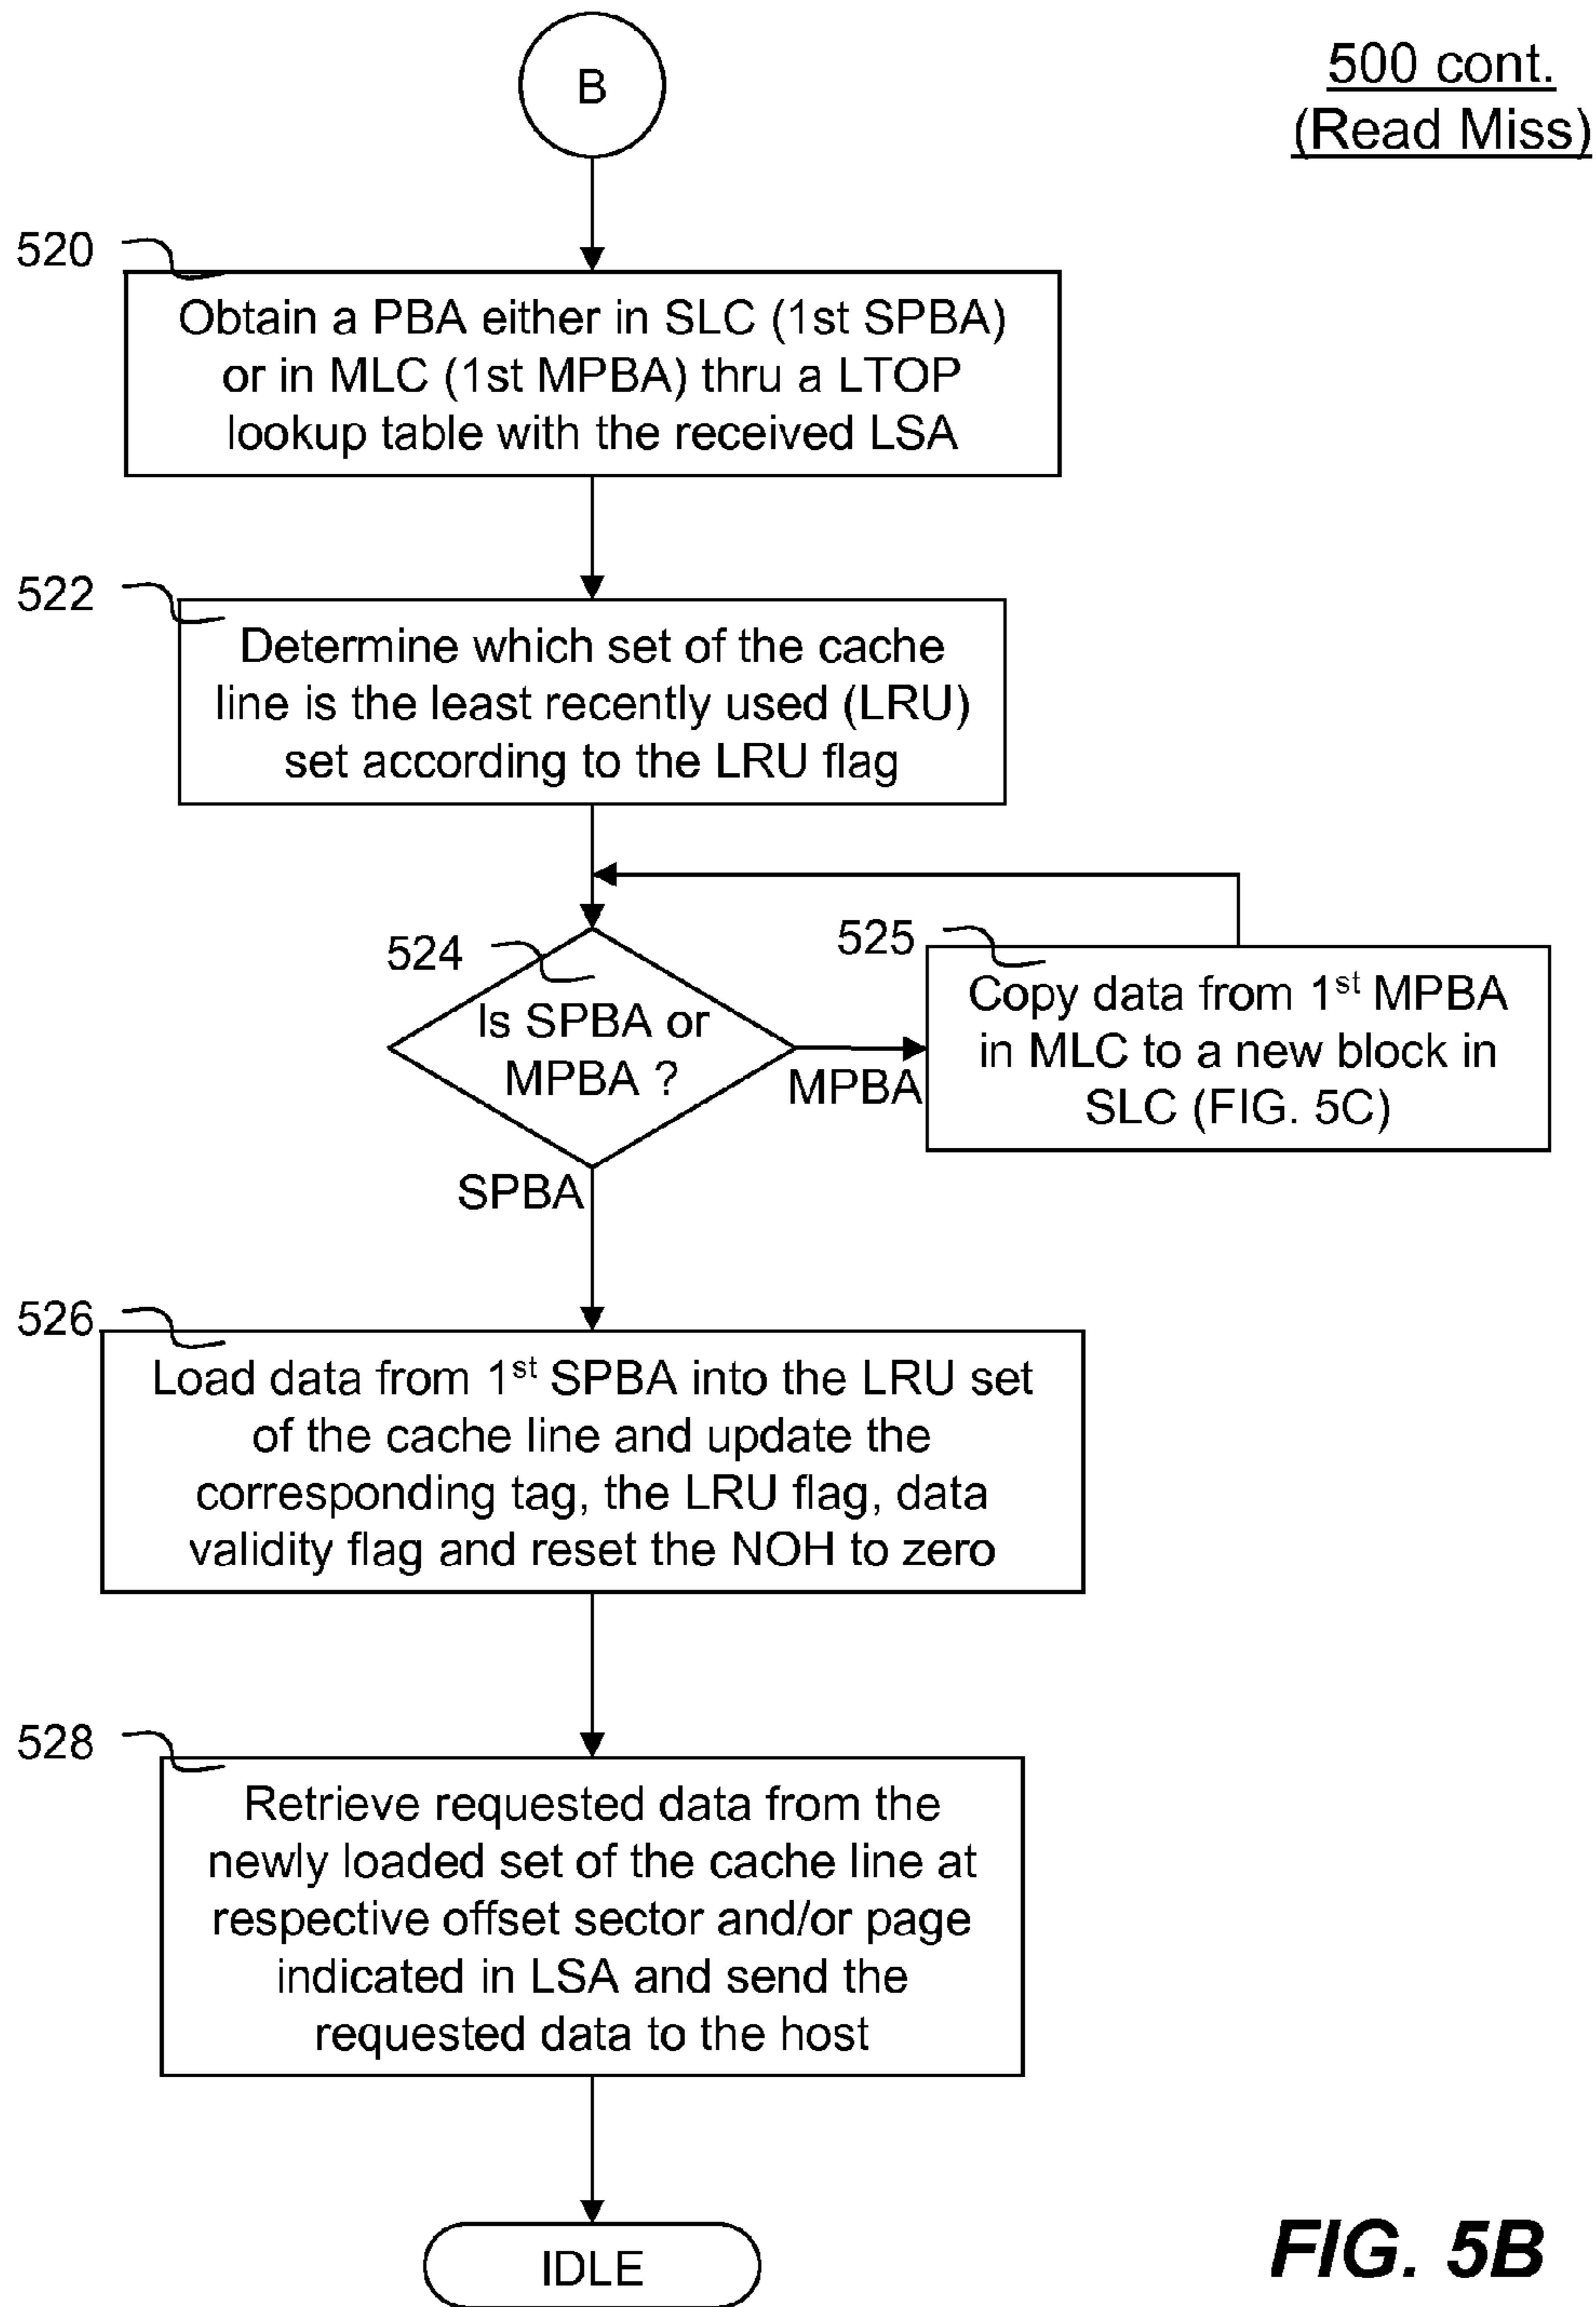 B
500 cont.
(Read Miss)
520
Obtain a PBA either in SLC (1st SPBA)
or in MLC (1st MPBA) thru a LTOP
lookup table with the received LSA
522
Determine which set of the cache
line is the least recently used (LRU)
set according to the LRU flag
524
Is SPBA or
MPBA ?
MPBA
SPBA
525
Copy data from 1st MPBA
in MLC to a new block in
SLC (FIG. 5C)
526
Load data from 1st SPBA into the LRU set
of the cache line and update the
corresponding tag, the LRU flag, data
validity flag and reset the NOH to zero
528
Retrieve requested data from the
newly loaded set of the cache line at
respective offset sector and/or page
indicated in LSA and send the
requested data to the host
IDLE
FIG. 5B